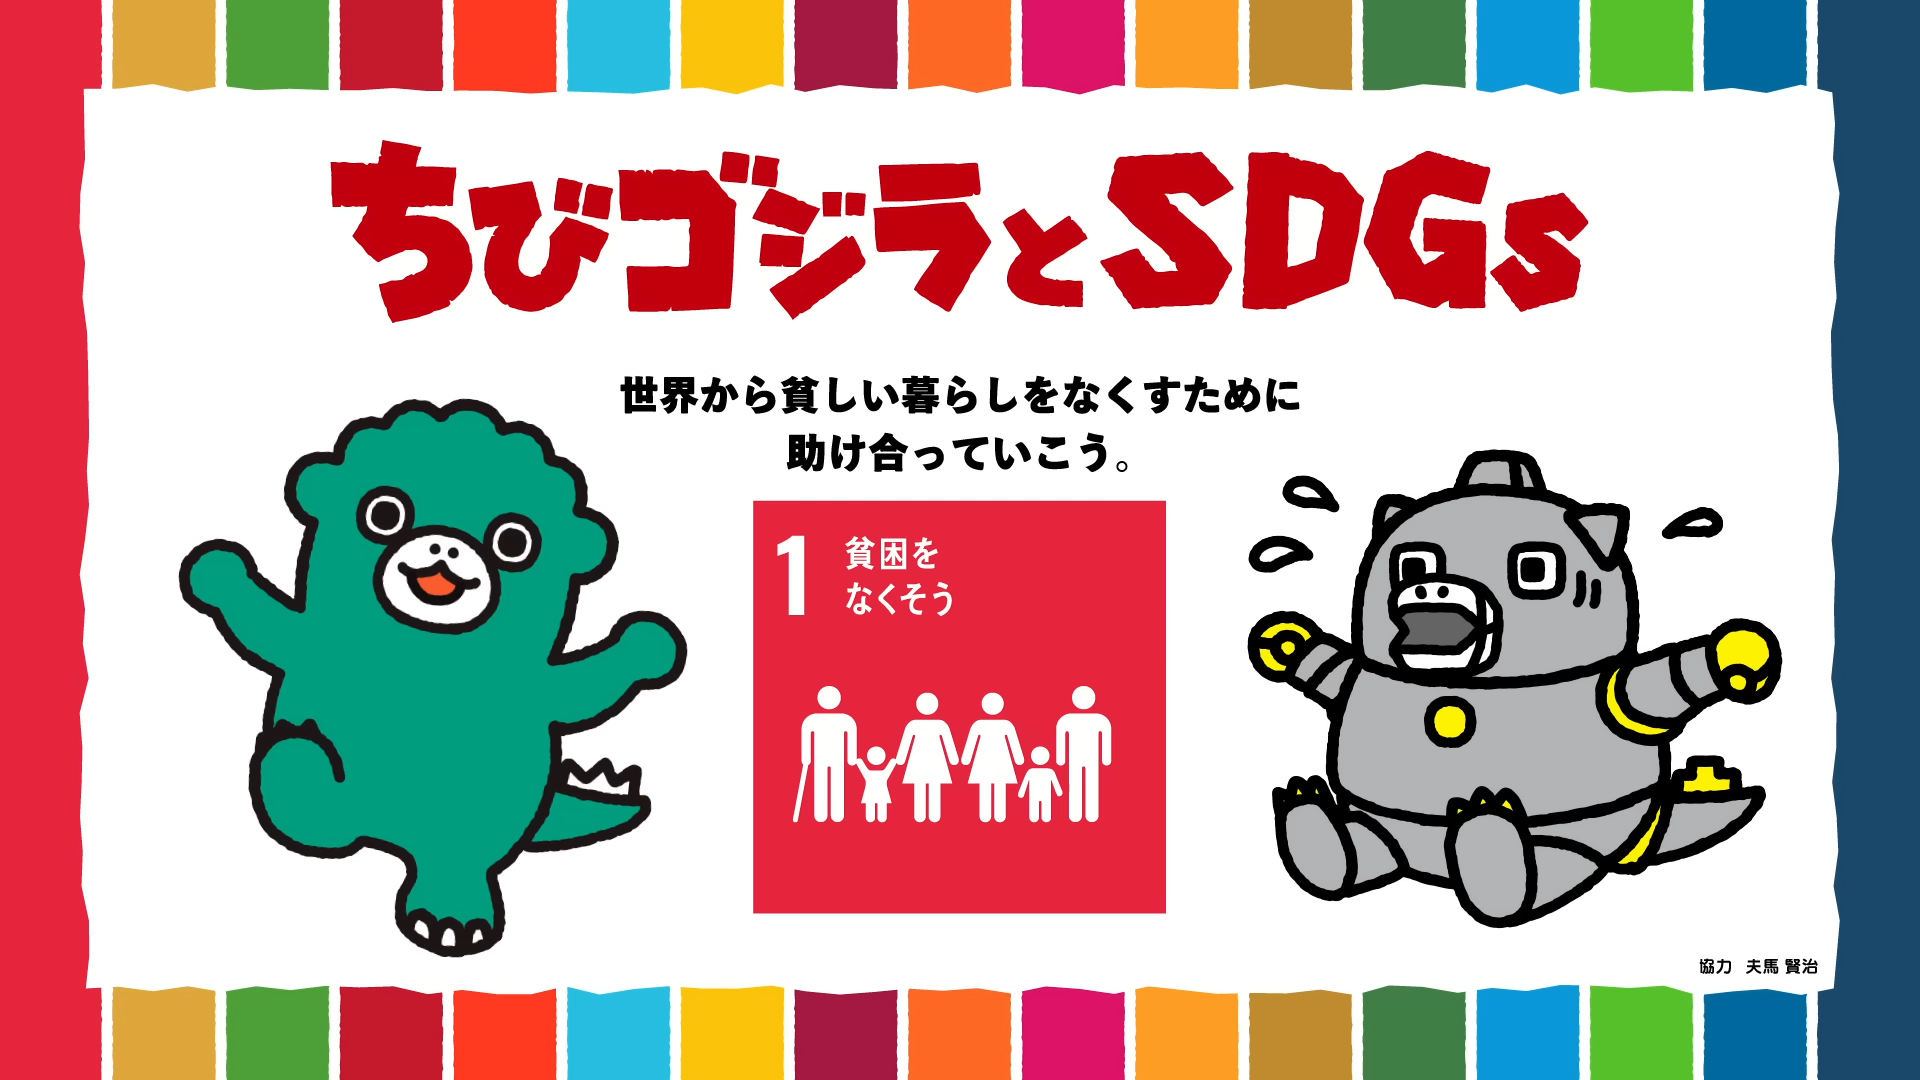 ちびゴジラとSDGs
世界から貧しい暮らしをなくすために
助け合っていこう。
1 貧困を
なくそう
協力 夫馬 賢治